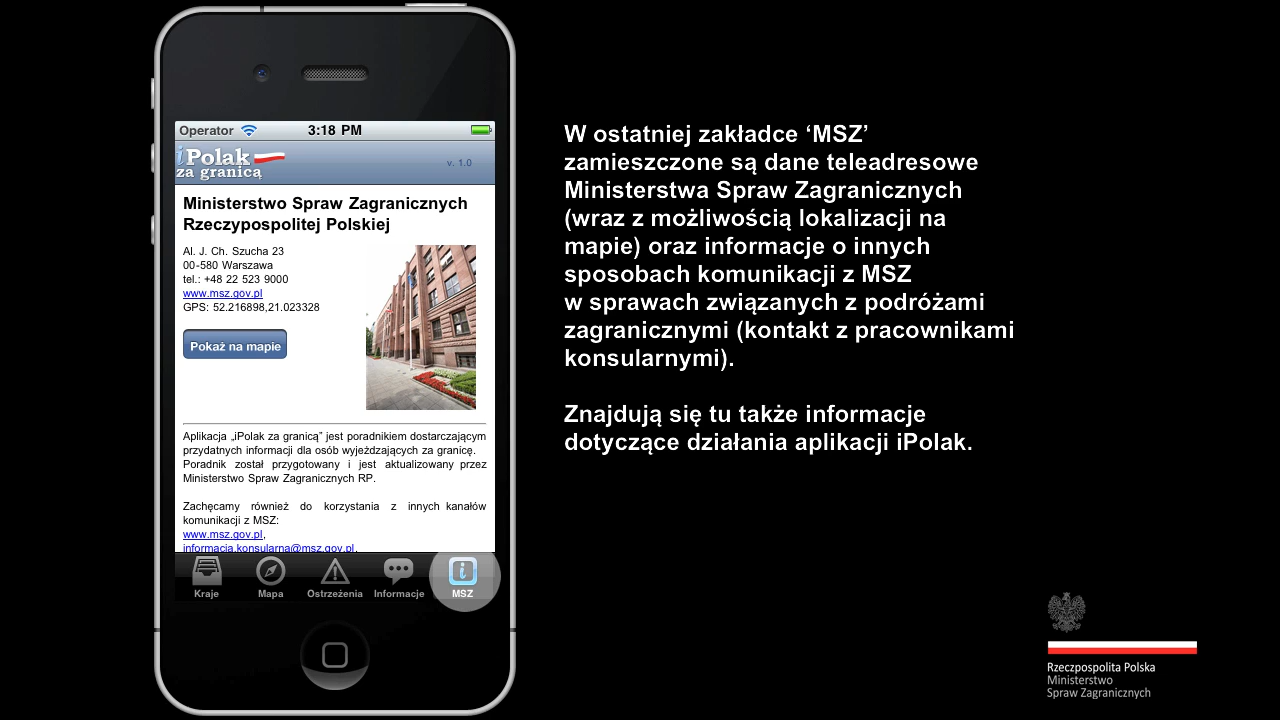 Operator
3:18 PM
iPolak
za granicą
v. 1.0
Ministerstwo Spraw Zagranicznych
Rzeczypospolitej Polskiej
Al. J. Ch. Szucha 23
00-580 Warszawa
tel.: +48 22 523 9000
www.msz.gov.pl
GPS: 52.216898,21.023328
Pokaż na mapie
Aplikacja „iPolak za granicą” jest poradnikiem dostarczającym
przydatnych informacji dla osób wyjeżdzających za granicę.
Poradnik został przygotowany i jest aktualizowany przez
Ministerstwo Spraw Zagranicznych RP.
Zachęcamy również do korzystania z innych kanałów
komunikacji z MSZ:
www.msz.gov.pl,
informacja.konsularna@msz.gov.pl,
Kraje
Mapa
Ostrzeżenia
Informacje
MSZ
W ostatniej zakładce ‘MSZ’
zamieszczone są dane teleadresowe
Ministerstwa Spraw Zagranicznych
(wraz z możliwością lokalizacji na
mapie) oraz informacje o innych
sposobach komunikacji z MSZ
w sprawach związanych z podróżami
zagranicznymi (kontakt z pracownikami
konsularnymi).
Znajdują się tu także informacje
dotyczące działania aplikacji iPolak.
Rzeczpospolita Polska
Ministerstwo
Spraw Zagranicznych